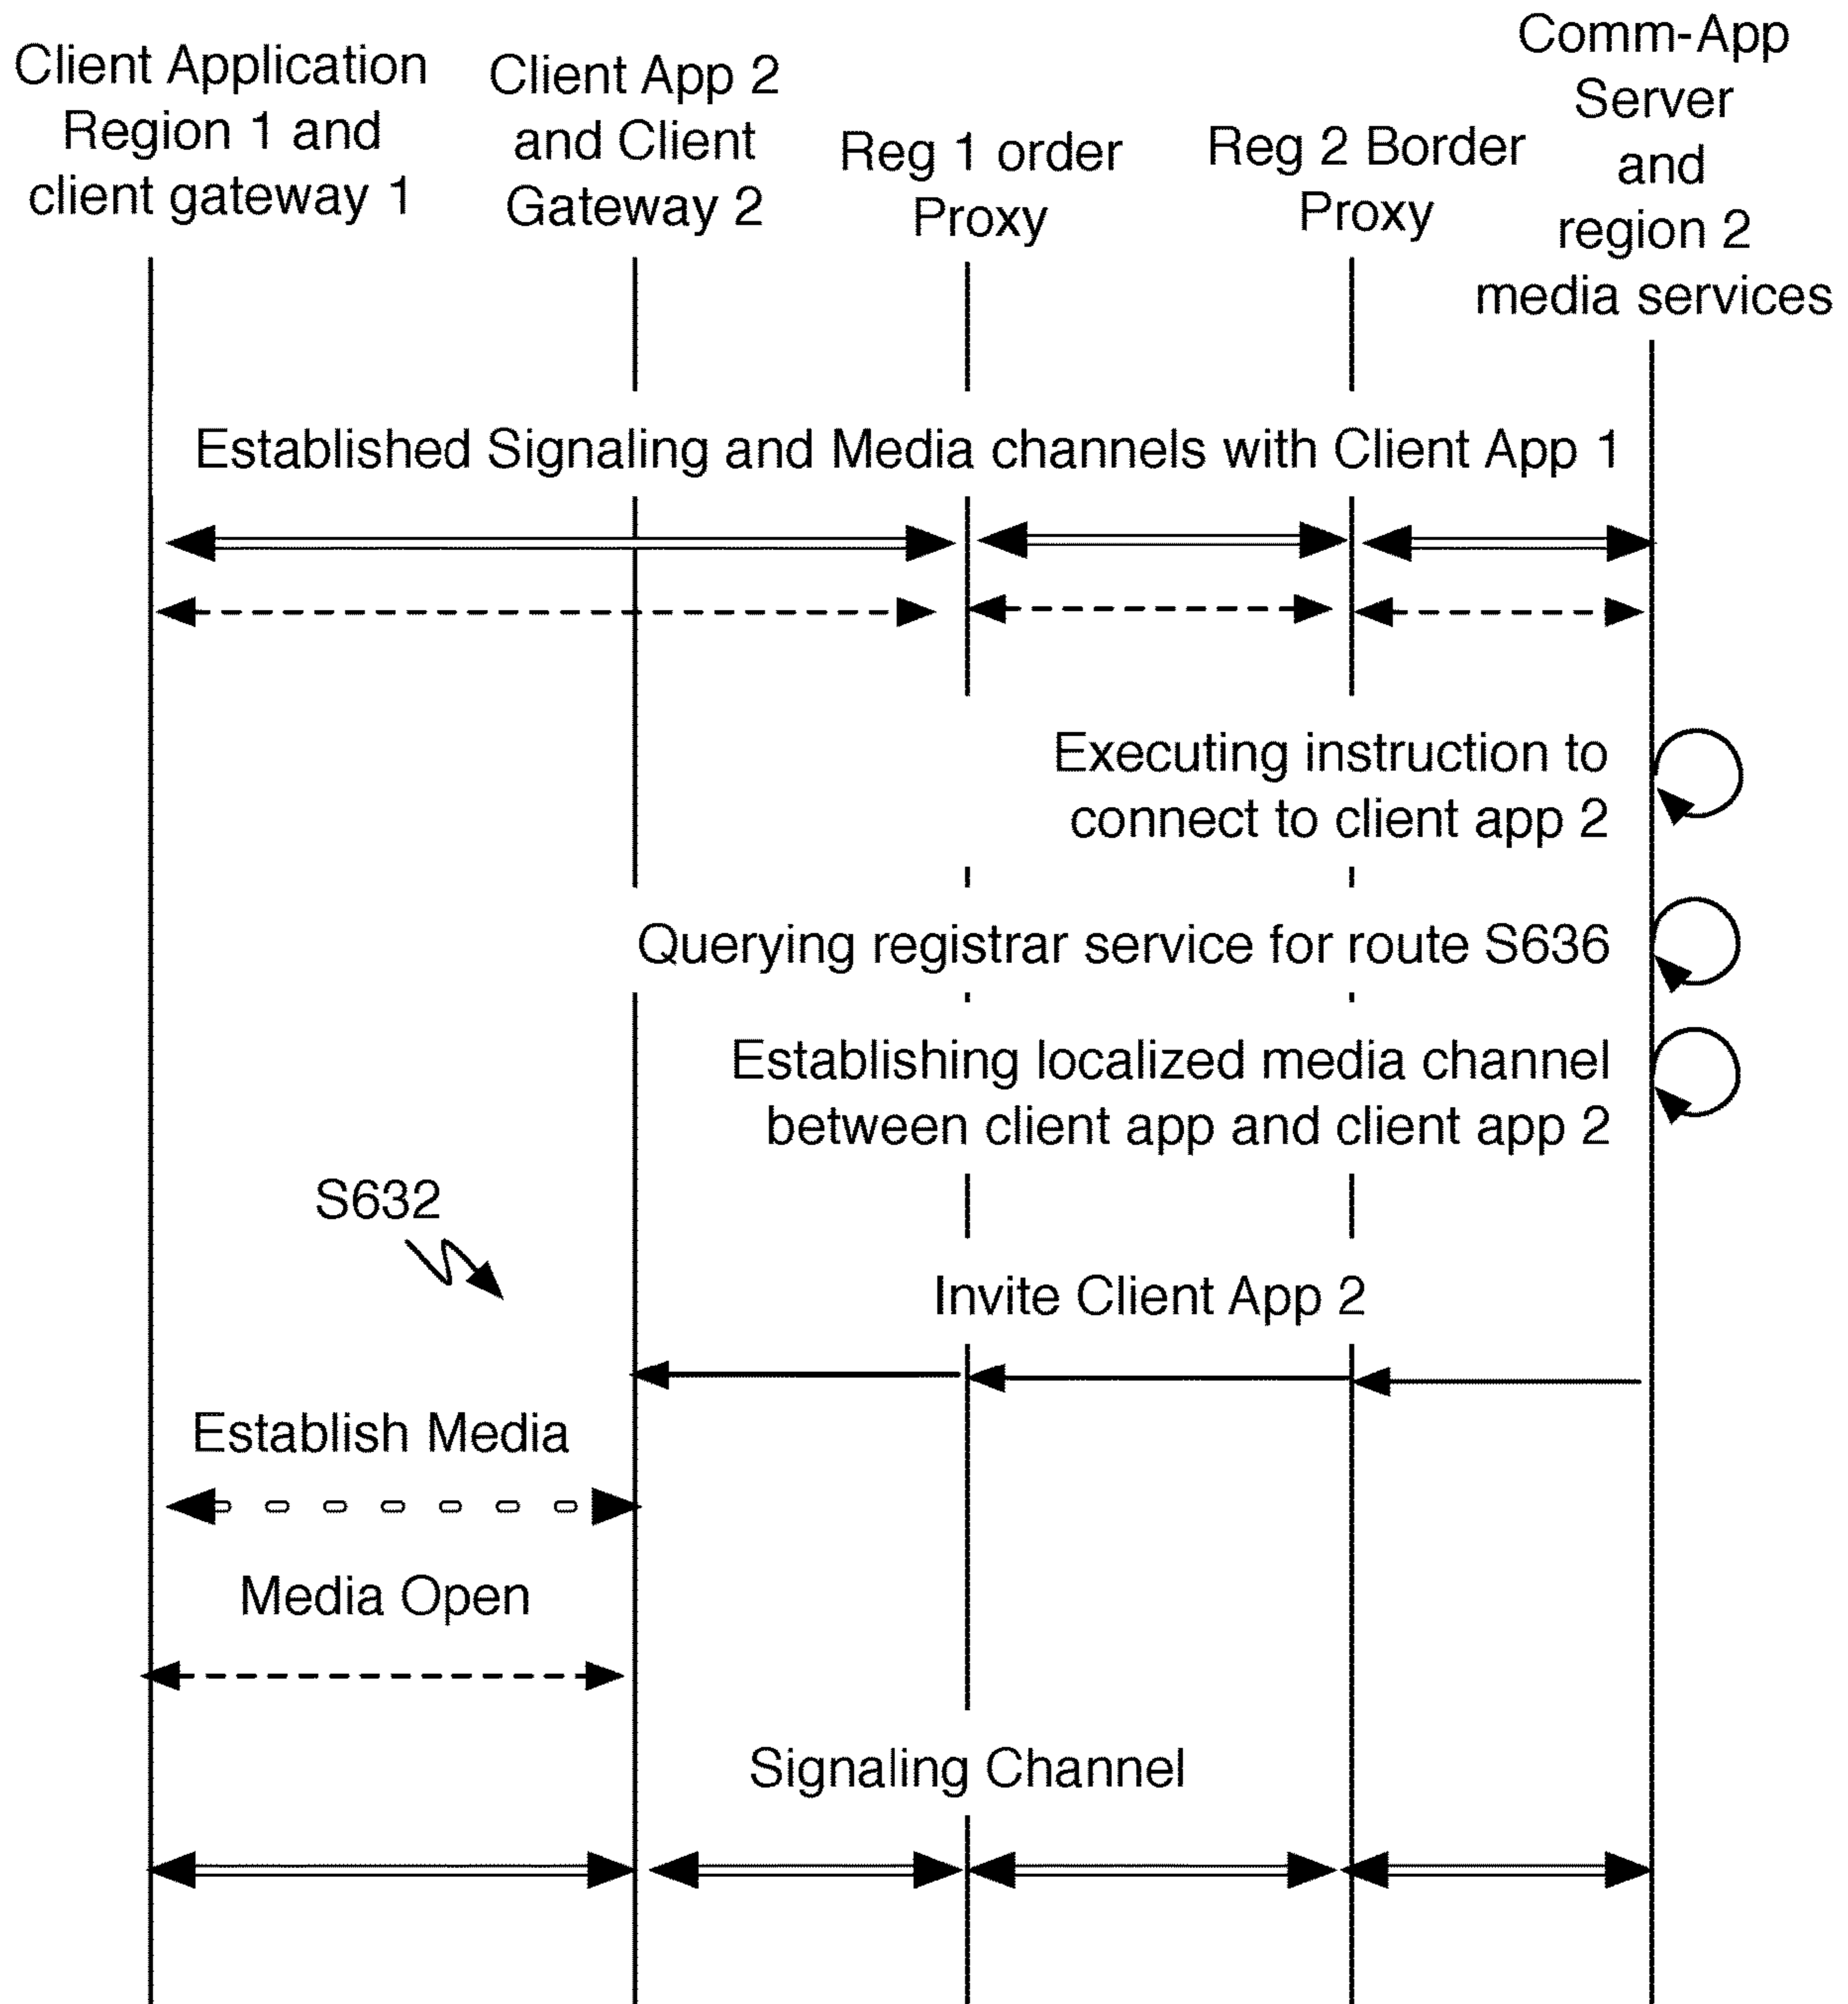 Client Application
Region 1 and
client gateway 1
Client App 2
and Client
Gateway 2
Reg 1 order
Proxy
Reg 2 Border
Proxy
Comm-App
Server
and
region 2
media services
Established Signaling and Media channels with Client App 1
Executing instruction to
connect to client app 2
Querying registrar service for route S636
Establishing localized media channel
between client app and client app 2
S632
Invite Client App 2
Establish Media
Media Open
Signaling Channel